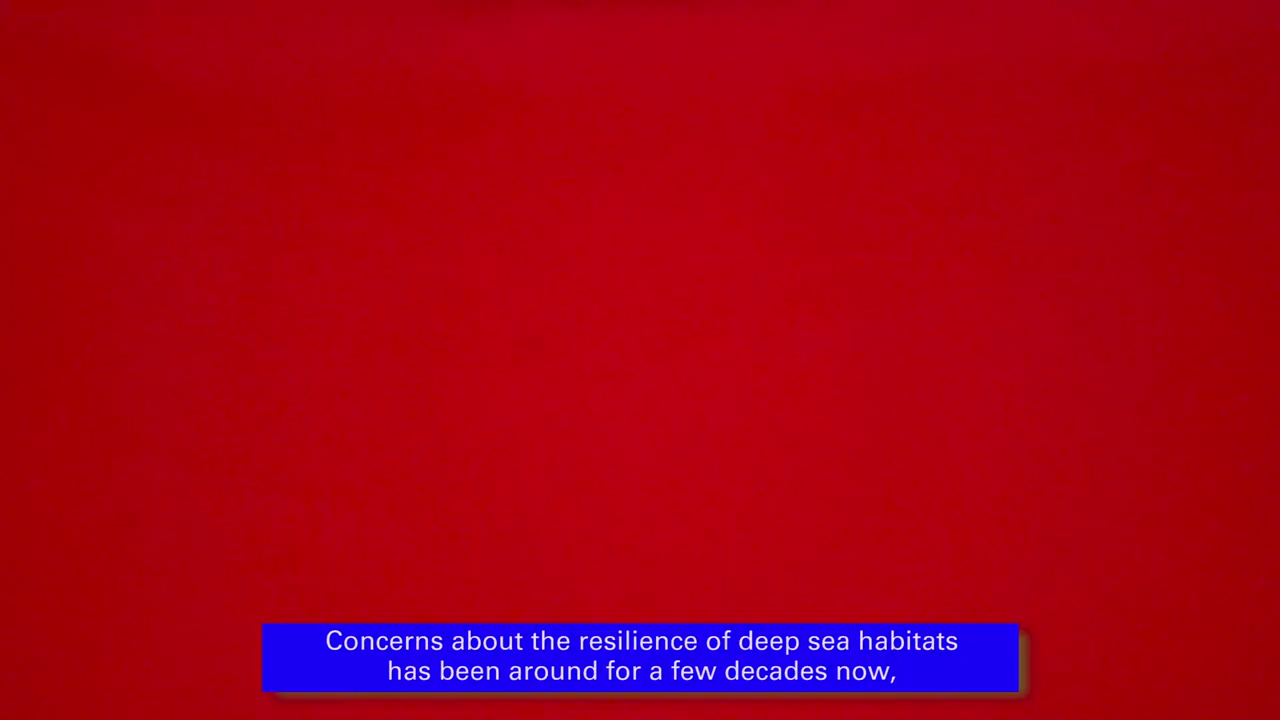 Concerns about the resilience of deep sea habitats
has been around for a few decades now,